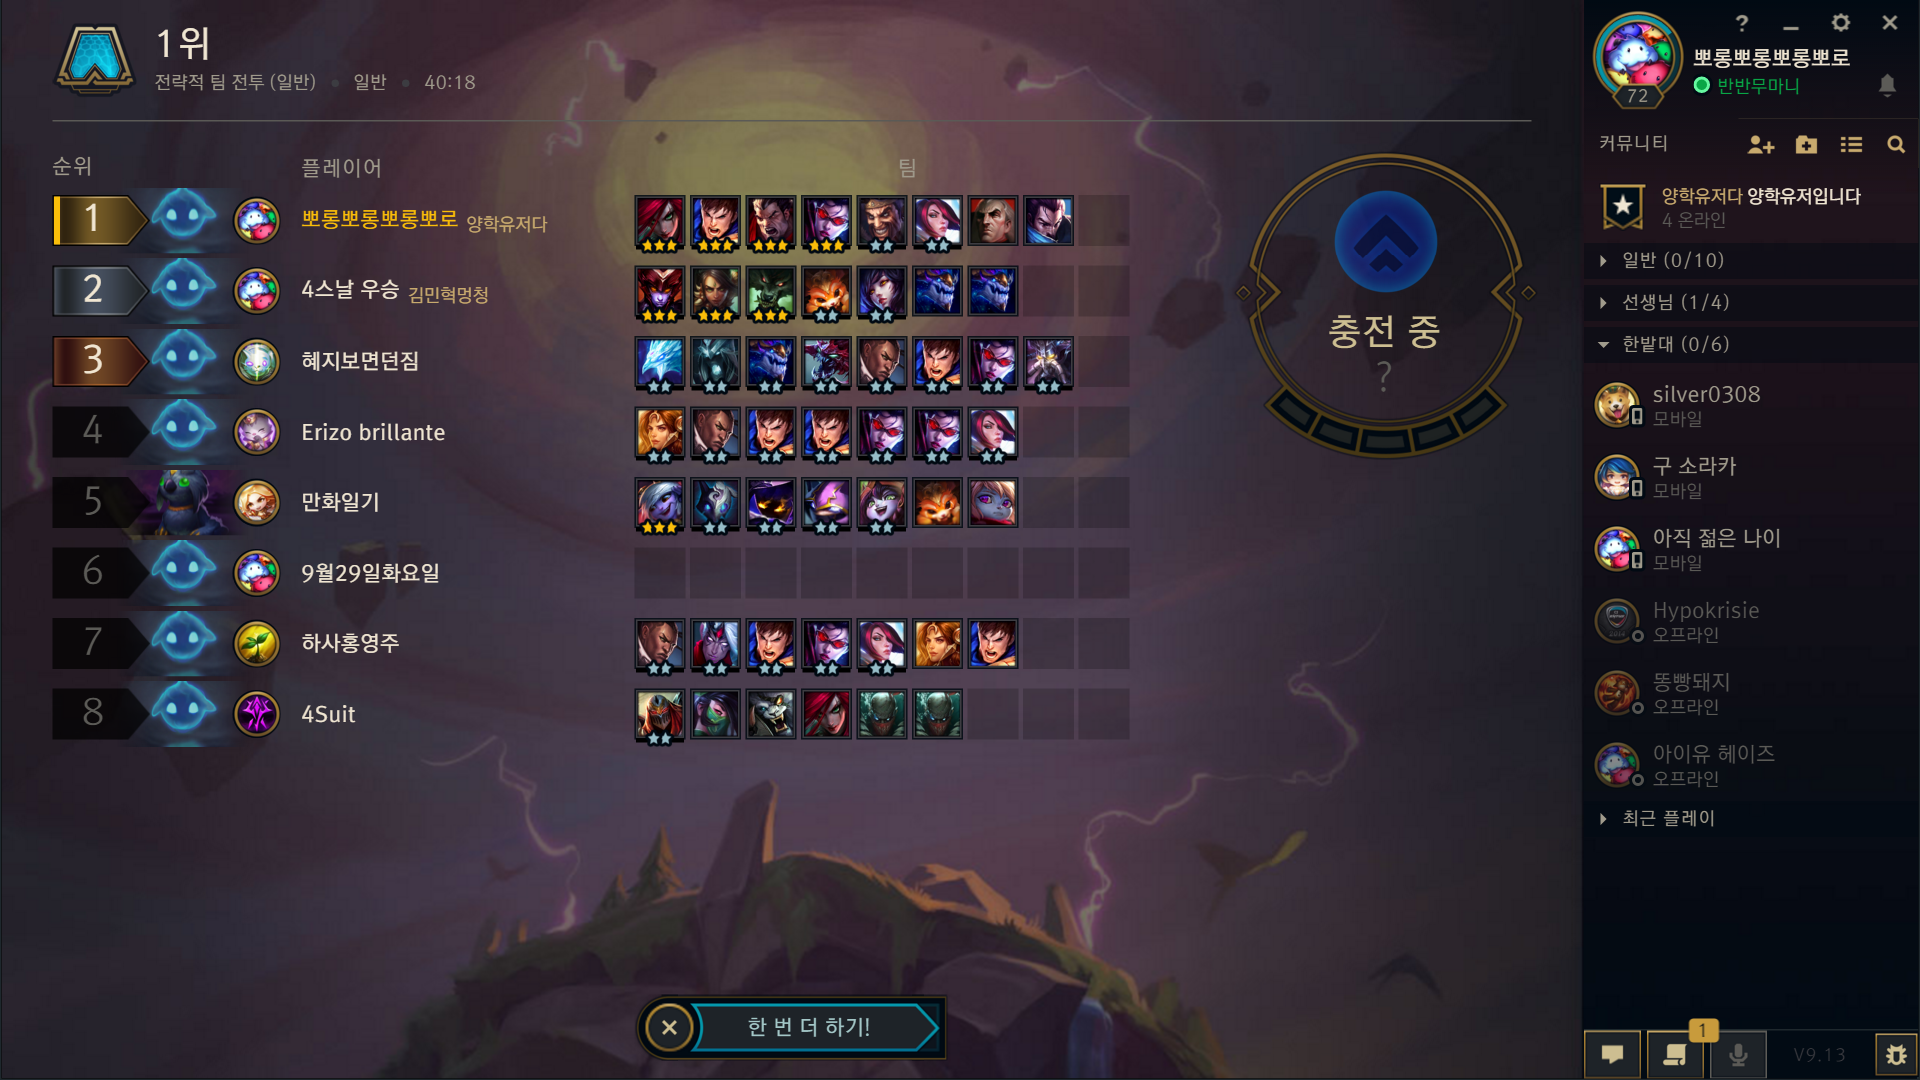 1위
전략적 팀 전투 (일반) • 일반 • 40:18
순위 플레이어 팀
1 뽀롱뽀롱뽀롱뽀로 양학유저다
2 4스날 우승 김민혁멍청
3 혜지보면던짐
4 Erizo brillante
5 만화일기
6 9월29일화요일
7 하사홍영주
8 4Suit
충전 중
?
한 번 더 하기!
?
뽀롱뽀롱뽀롱뽀로
72
반반무마니
커뮤니티
양학유저다 양학유저입니다
4 온라인
일반 (0/10)
선생님 (1/4)
한밭대 (0/6)
silver0308
모바일
구 소라카
모바일
아직 젊은 나이
모바일
Hypokrisie
오프라인
똥빵돼지
오프라인
아이유 헤이즈
오프라인
최근 플레이
1
V9.13